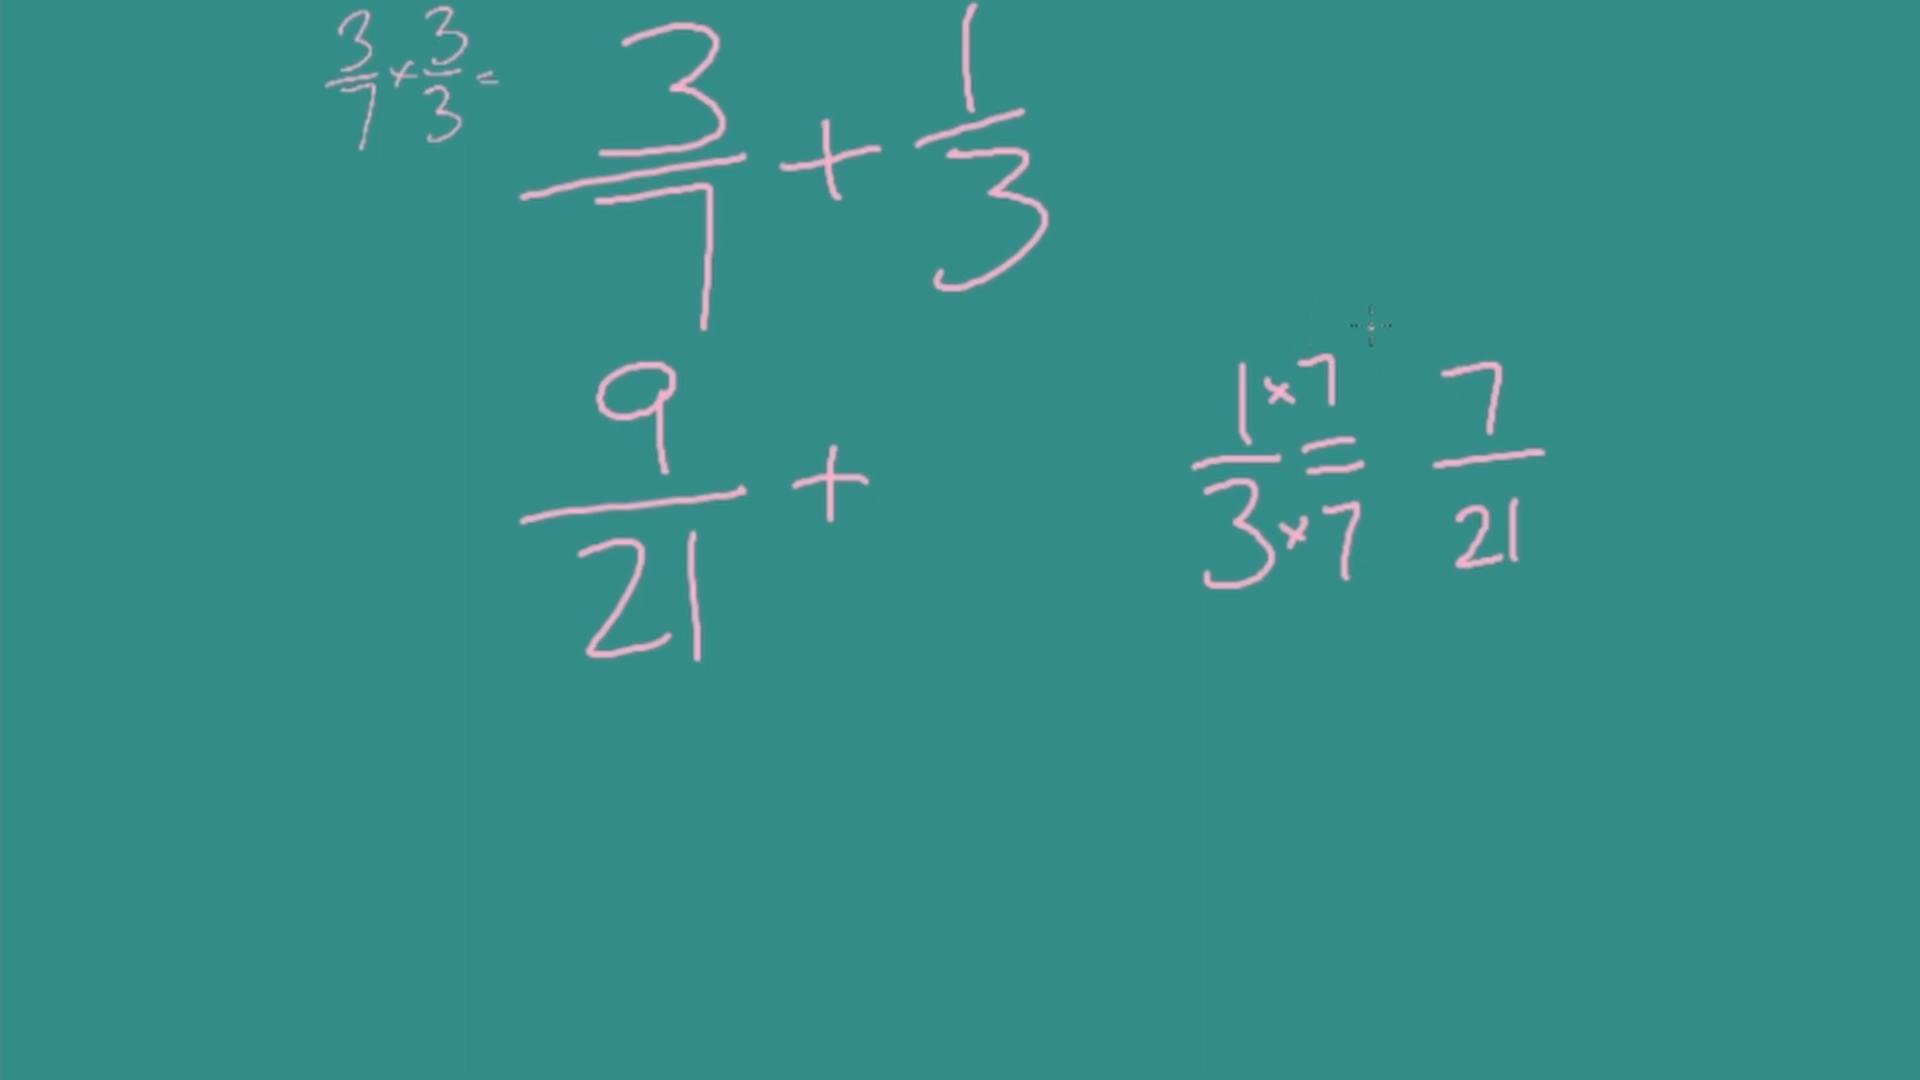 3/7 × 3/3 =
3/7 + 1/3
9/21 +
1×7/3×7 = 7/21